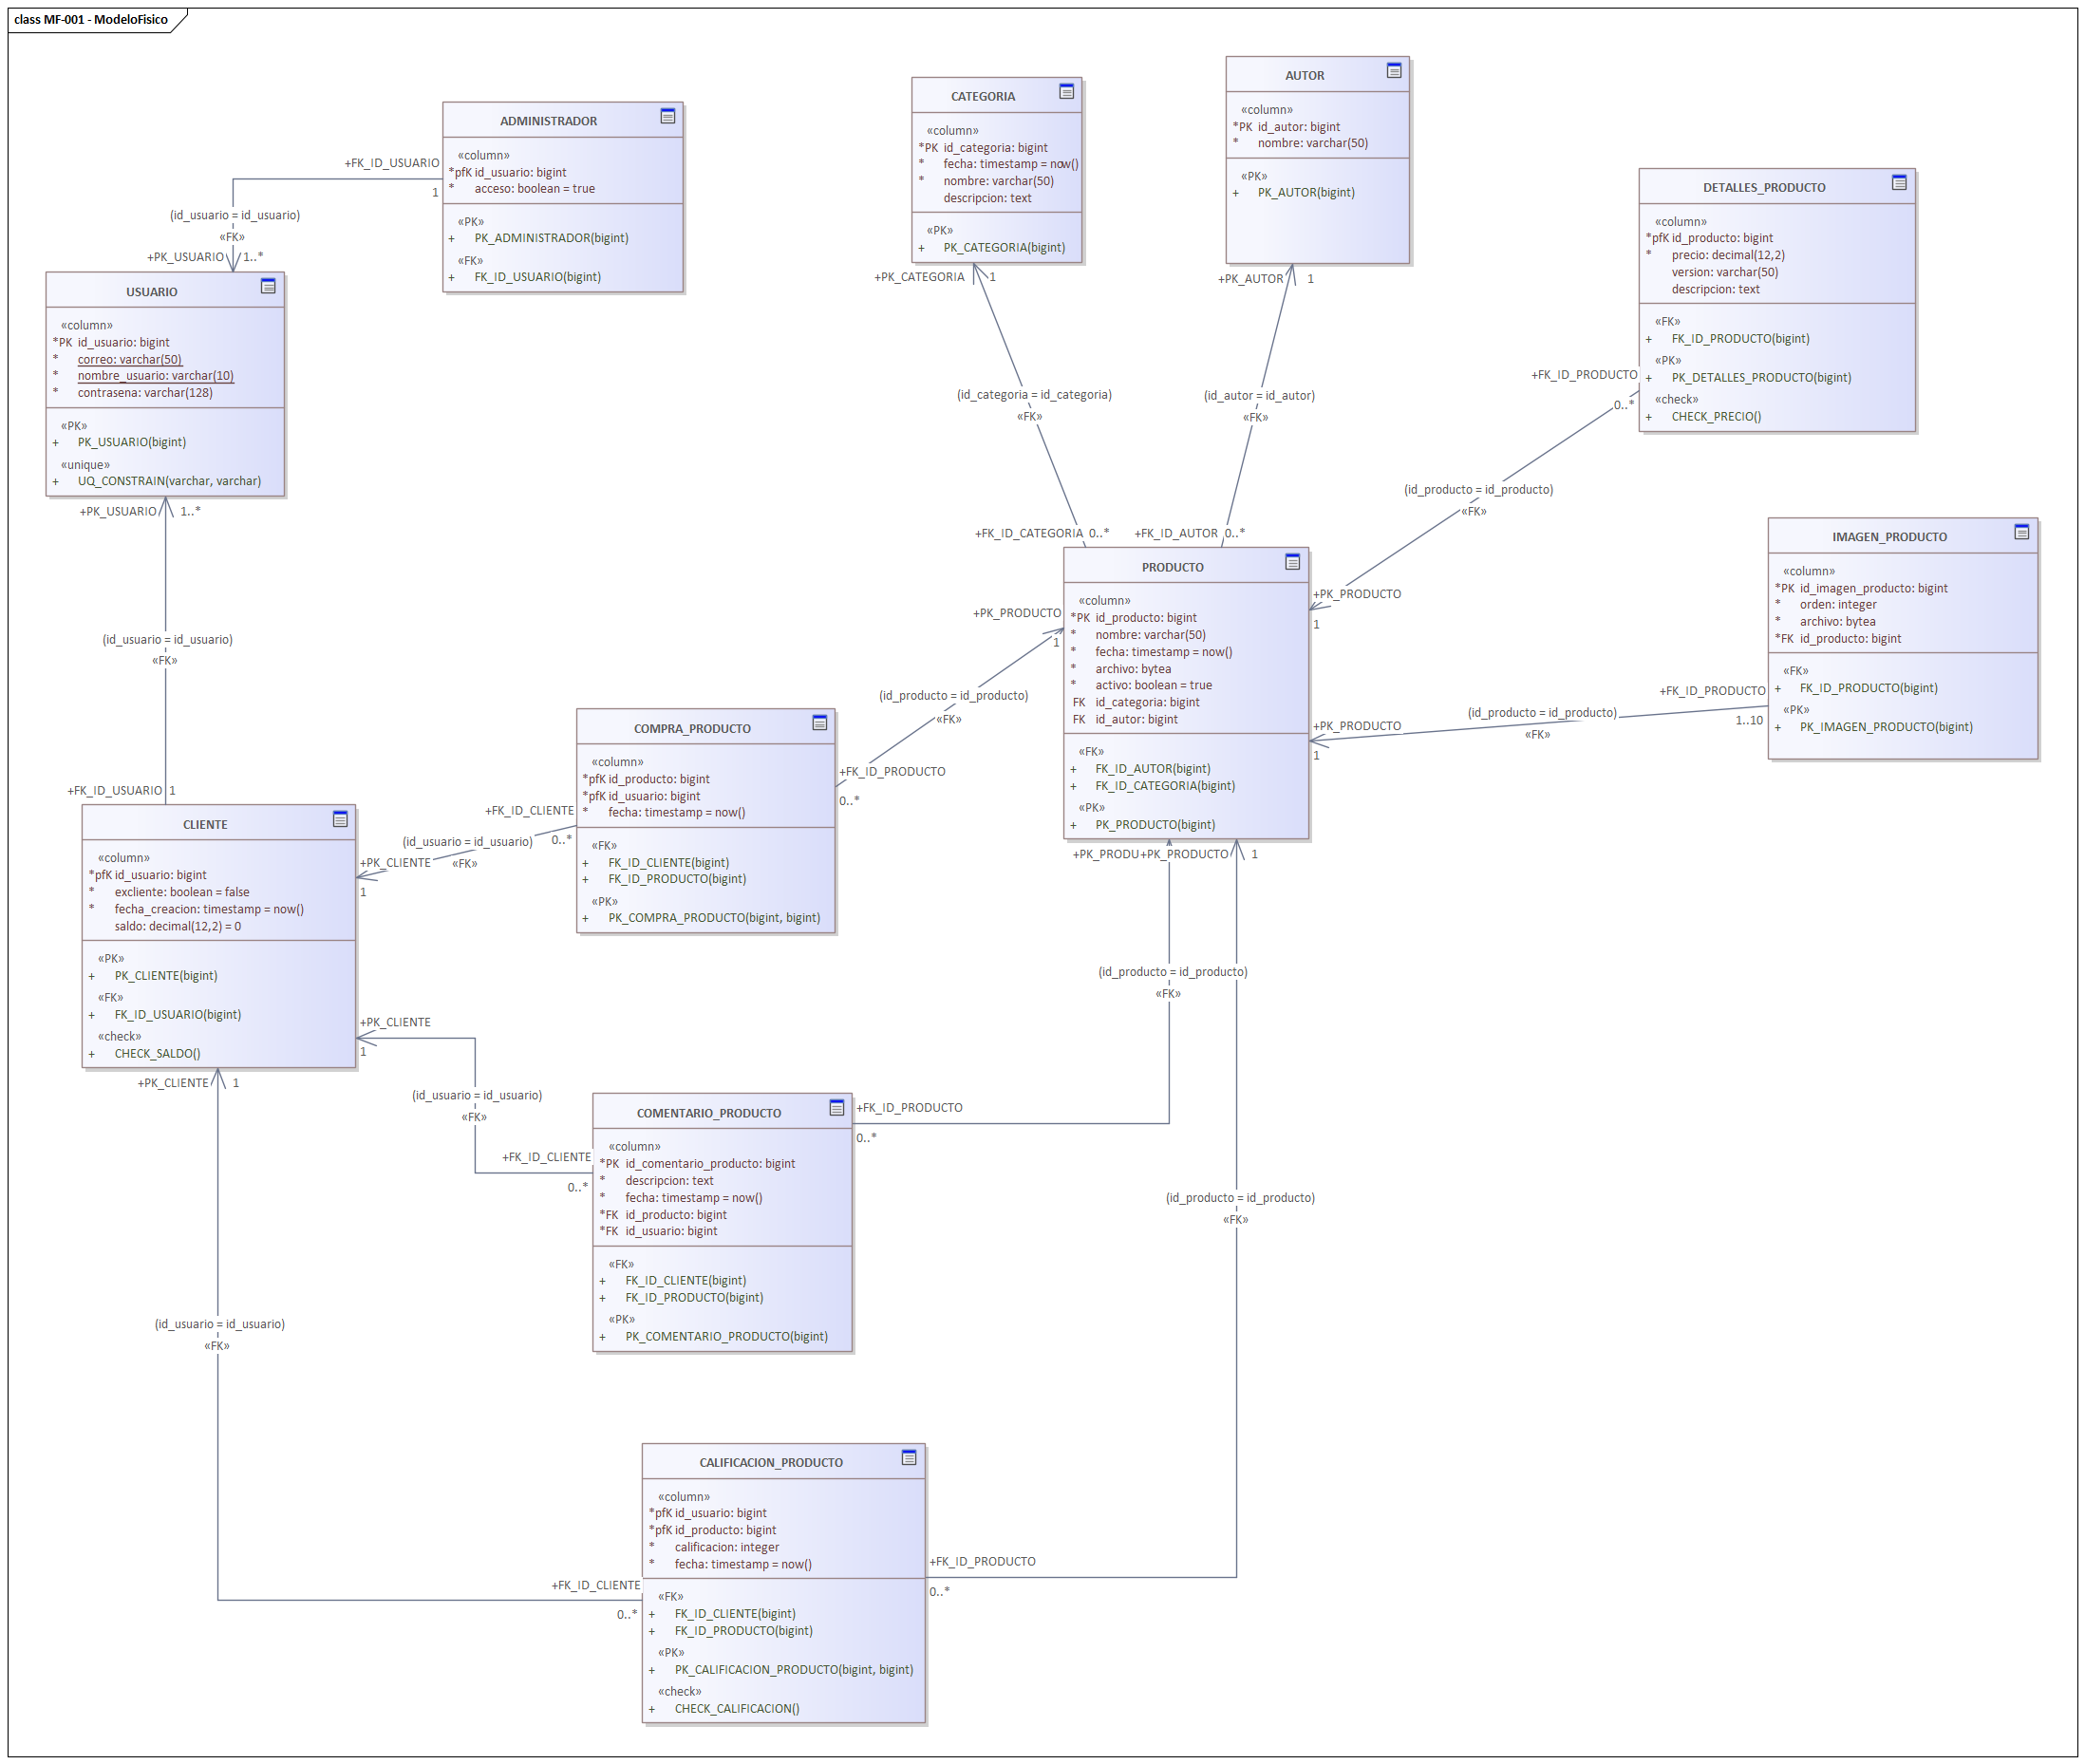 class MF-001 - ModeloFisico
ADMINISTRADOR
«column»
*pfK id_usuario: bigint
* acceso: boolean = true
«PK»
+ PK_ADMINISTRADOR(bigint)
«FK»
+ FK_ID_USUARIO(bigint)
+FK_ID_USUARIO
1
(id_usuario = id_usuario)
«FK»
+PK_USUARIO
1..*
USUARIO
«column»
*PK id_usuario: bigint
* correo: varchar(50)
* nombre_usuario: varchar(10)
* contrasena: varchar(128)
«PK»
+ PK_USUARIO(bigint)
«unique»
+ UQ_CONSTRAIN(varchar, varchar)
+PK_USUARIO
1..*
(id_usuario = id_usuario)
«FK»
+FK_ID_USUARIO
1
CATEGORIA
«column»
*PK id_categoria: bigint
* fecha: timestamp = now()
* nombre: varchar(50)
descripcion: text
«PK»
+ PK_CATEGORIA(bigint)
+PK_CATEGORIA
1
(id_categoria = id_categoria)
«FK»
+FK_ID_CATEGORIA
0..*
AUTOR
«column»
*PK id_autor: bigint
* nombre: varchar(50)
«PK»
+ PK_AUTOR(bigint)
+PK_AUTOR
1
(id_autor = id_autor)
«FK»
+FK_ID_AUTOR
0..*
DETALLES_PRODUCTO
«column»
*pfK id_producto: bigint
* precio: decimal(12,2)
version: varchar(50)
descripcion: text
«FK»
+ FK_ID_PRODUCTO(bigint)
«PK»
+ PK_DETALLES_PRODUCTO(bigint)
«check»
+ CHECK_PRECIO()
+FK_ID_PRODUCTO
0..*
(id_producto = id_producto)
«FK»
+PK_PRODUCTO
1
IMAGEN_PRODUCTO
«column»
*PK id_imagen_producto: bigint
* orden: integer
* archivo: bytea
*FK id_producto: bigint
«FK»
+ FK_ID_PRODUCTO(bigint)
«PK»
+ PK_IMAGEN_PRODUCTO(bigint)
+FK_ID_PRODUCTO
1..10
(id_producto = id_producto)
«FK»
+PK_PRODUCTO
1
PRODUCTO
«column»
*PK id_producto: bigint
* nombre: varchar(50)
* fecha: timestamp = now()
* archivo: bytea
* activo: boolean = true
FK id_categoria: bigint
FK id_autor: bigint
«FK»
+ FK_ID_AUTOR(bigint)
+ FK_ID_CATEGORIA(bigint)
«PK»
+ PK_PRODUCTO(bigint)
+PK_PRODUCTO
1
(id_producto = id_producto)
«FK»
+FK_ID_PRODUCTO
0..*
COMPRA_PRODUCTO
«column»
*pfK id_producto: bigint
*pfK id_usuario: bigint
* fecha: timestamp = now()
«FK»
+ FK_ID_CLIENTE(bigint)
+ FK_ID_PRODUCTO(bigint)
«PK»
+ PK_COMPRA_PRODUCTO(bigint, bigint)
+FK_ID_CLIENTE
0..*
(id_usuario = id_usuario)
«FK»
+PK_CLIENTE
1
CLIENTE
«column»
*pfK id_usuario: bigint
* excliente: boolean = false
* fecha_creacion: timestamp = now()
saldo: decimal(12,2) = 0
«PK»
+ PK_CLIENTE(bigint)
«FK»
+ FK_ID_USUARIO(bigint)
«check»
+ CHECK_SALDO()
+PK_CLIENTE
1
(id_usuario = id_usuario)
«FK»
+FK_ID_CLIENTE
0..*
+PK_CLIENTE
1
COMENTARIO_PRODUCTO
«column»
*PK id_comentario_producto: bigint
* descripcion: text
* fecha: timestamp = now()
*FK id_producto: bigint
*FK id_usuario: bigint
«FK»
+ FK_ID_CLIENTE(bigint)
+ FK_ID_PRODUCTO(bigint)
«PK»
+ PK_COMENTARIO_PRODUCTO(bigint)
+FK_ID_PRODUCTO
0..*
+PK_PRODU+PK_PRODUCTO
1
(id_producto = id_producto)
«FK»
(id_producto = id_producto)
«FK»
(id_usuario = id_usuario)
«FK»
CALIFICACION_PRODUCTO
«column»
*pfK id_usuario: bigint
*pfK id_producto: bigint
* calificacion: integer
* fecha: timestamp = now()
«FK»
+ FK_ID_CLIENTE(bigint)
+ FK_ID_PRODUCTO(bigint)
«PK»
+ PK_CALIFICACION_PRODUCTO(bigint, bigint)
«check»
+ CHECK_CALIFICACION()
+FK_ID_CLIENTE
0..*
+FK_ID_PRODUCTO
0..*